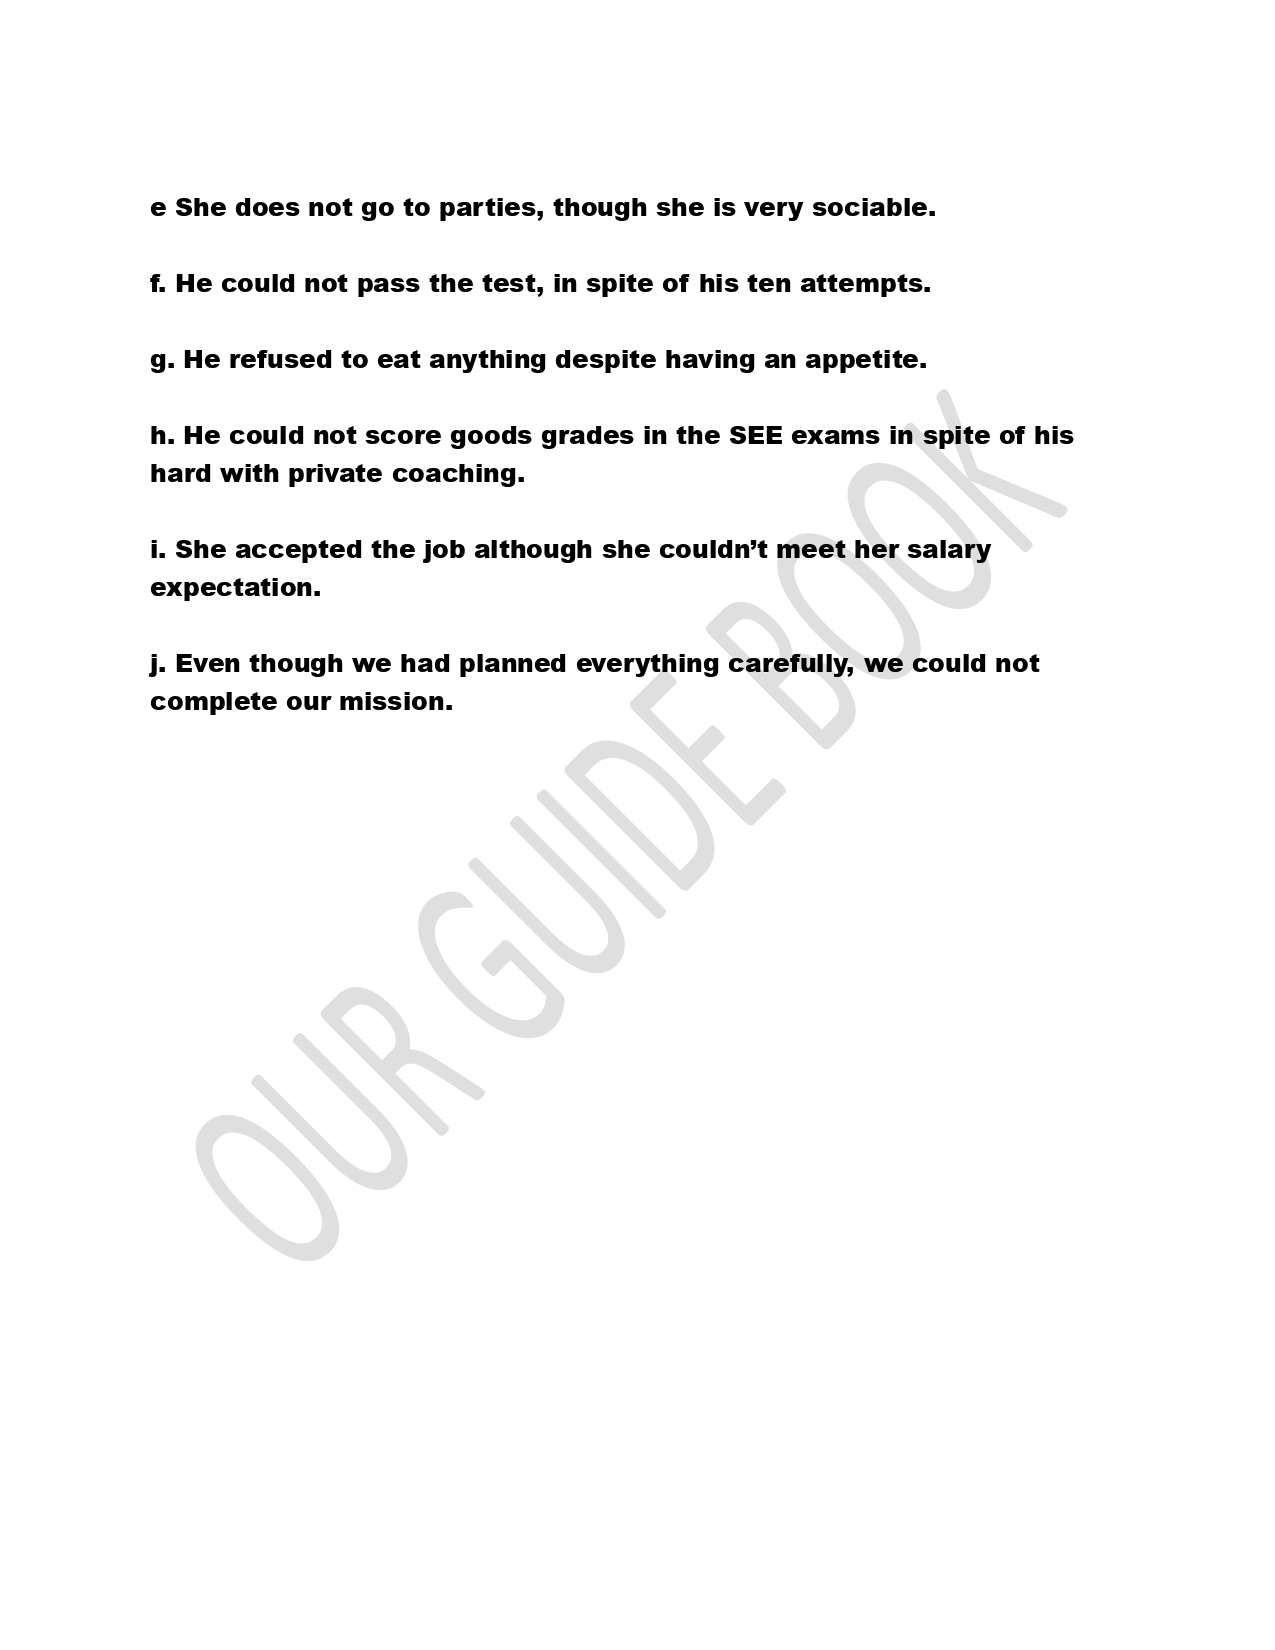 e She does not go to parties, though she is very sociable.
f. He could not pass the test, in spite of his ten attempts.
g. He refused to eat anything despite having an appetite.
h. He could not score goods grades in the SEE exams in spite of his
hard with private coaching.
i. She accepted the job although she couldn’t meet her salary
expectation.
j. Even though we had planned everything carefully, we could not
complete our mission.
OUR GUIDE BOOK